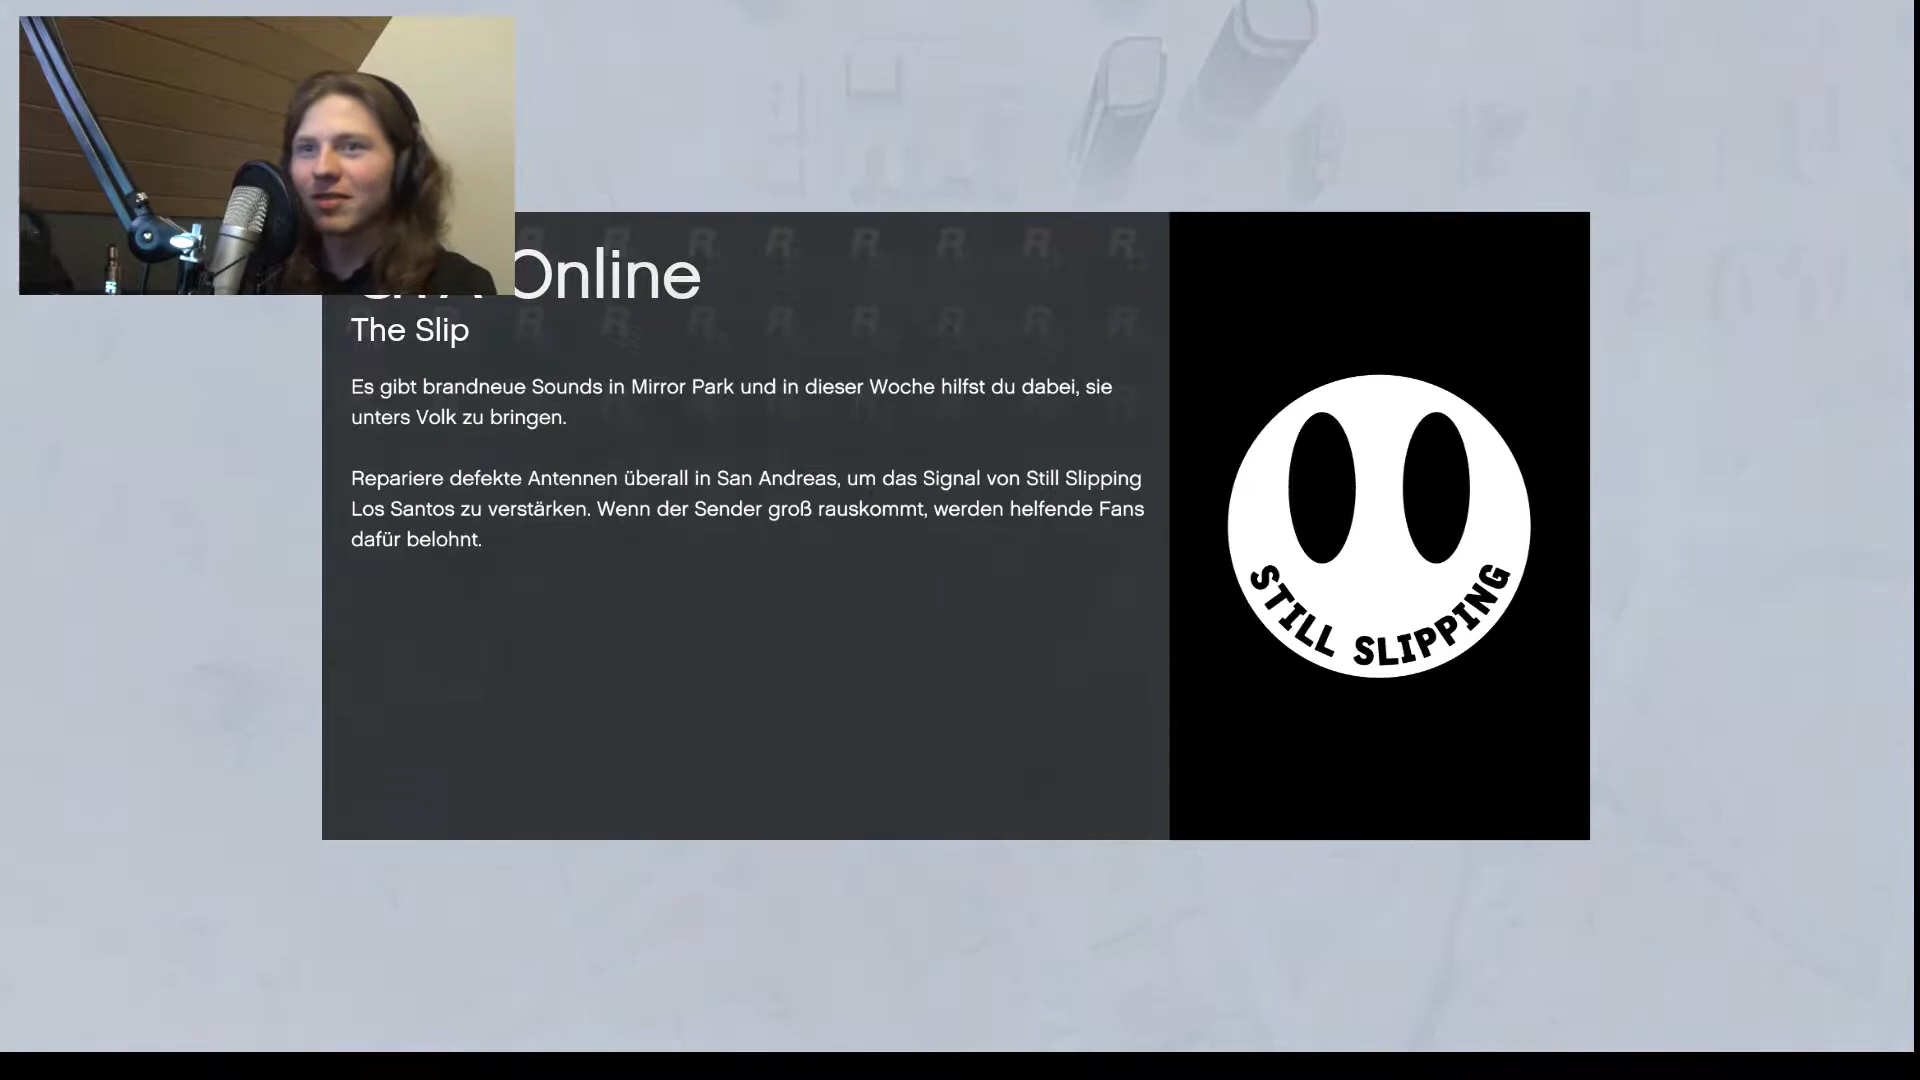 Online
The Slip
Es gibt brandneue Sounds in Mirror Park und in dieser Woche hilfst du dabei, sie
unters Volk zu bringen.
Repariere defekte Antennen überall in San Andreas, um das Signal von Still Slipping
Los Santos zu verstärken. Wenn der Sender groß rauskommt, werden helfende Fans
dafür belohnt.
STILL SLIPPING